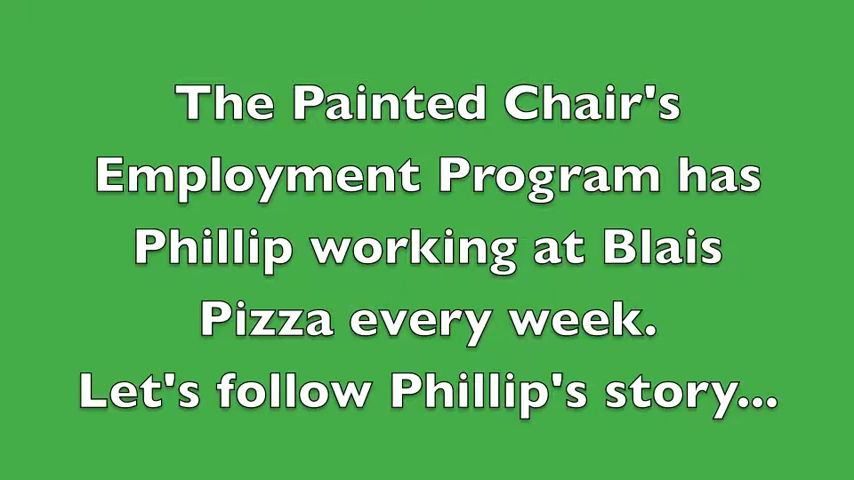 The Painted Chair's
Employment Program has
Phillip working at Blais
Pizza every week.
Let's follow Phillip's story...